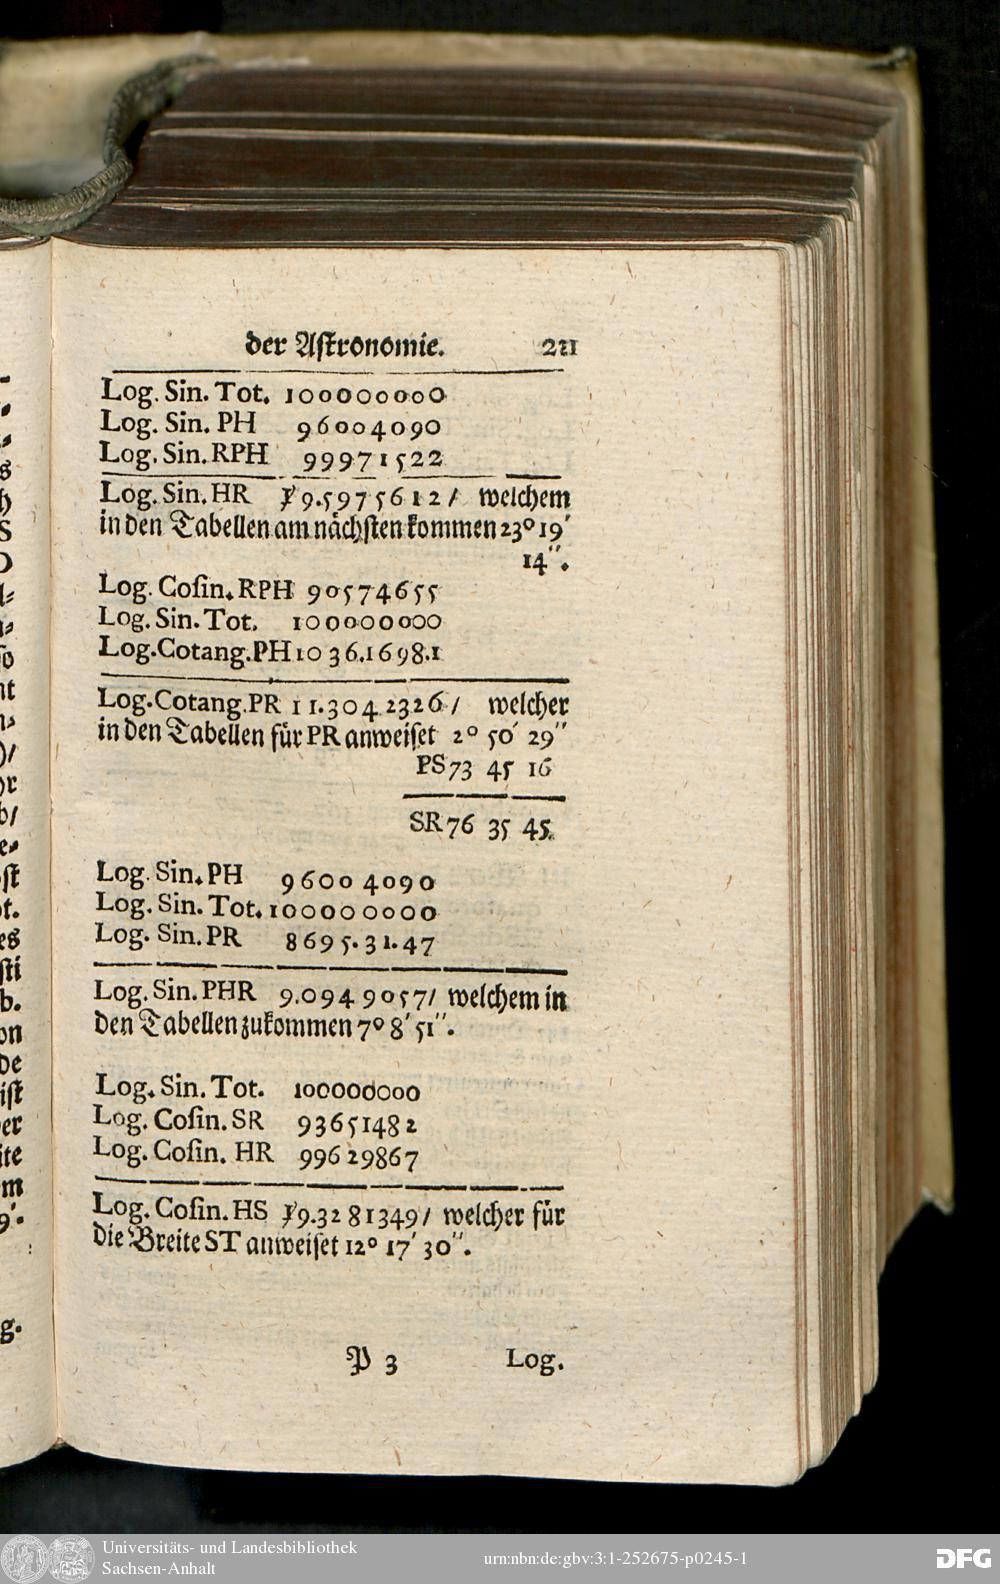 der Aſtronomie. 211
Log. Sin. Tot. 100000000
Log. Sin. PH 96004090
Log. Sin. RPH 99971522
Log. Sin. HR 9.5975612/ welchem
in den Tabellen am nächſten kommen 23° 19′
14″.
Log. Coſin. RPH 90574655
Log. Sin. Tot. 100000000
Log. Cotang. PH 1036.1698.1
Log. Cotang. PR 11.3042326/ welcher
in den Tabellen für PR anweiſet 2° 50′ 29″
PS 73 45 16
SR 76 35 45.
Log. Sin. PH 96004090
Log. Sin. Tot. 100000000
Log. Sin. PR 8695.31.47
Log. Sin. PHR 9.0949057/ welchem in
den Tabellen zukommen 7° 8′ 51″.
Log. Sin. Tot. 100000000
Log. Coſin. SR 93651482
Log. Coſin. HR 99629867
Log. Coſin. HS 9.3281349/ welcher für
die Breite ST anweiſet 12° 17′ 30″.
P 3 Log.
Universitäts- und Landesbibliothek
Sachsen-Anhalt
urn:nbn:de:gbv:3:1-252675-p0245-1
DFG